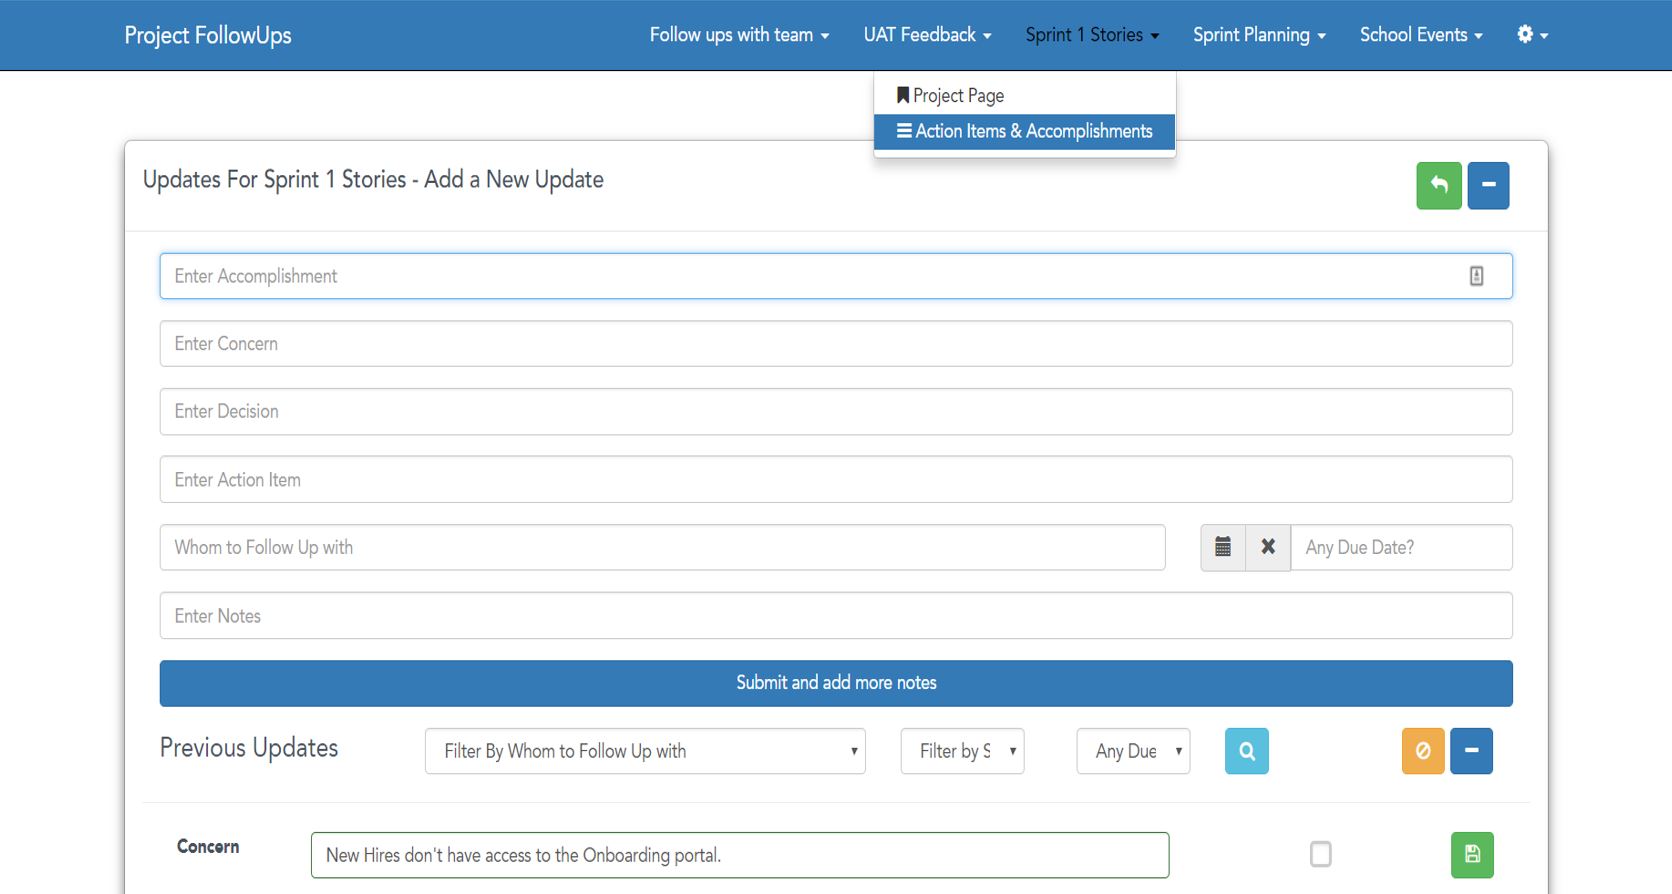 Project FollowUps
Follow ups with team
UAT Feedback
Sprint 1 Stories
Sprint Planning
School Events
Project Page
Action Items & Accomplishments
Updates For Sprint 1 Stories - Add a New Update
Enter Accomplishment
Enter Concern
Enter Decision
Enter Action Item
Whom to Follow Up with
Any Due Date?
Enter Notes
Submit and add more notes
Previous Updates
Filter By Whom to Follow Up with
Filter by S
Any Due
Concern
New Hires don't have access to the Onboarding portal.